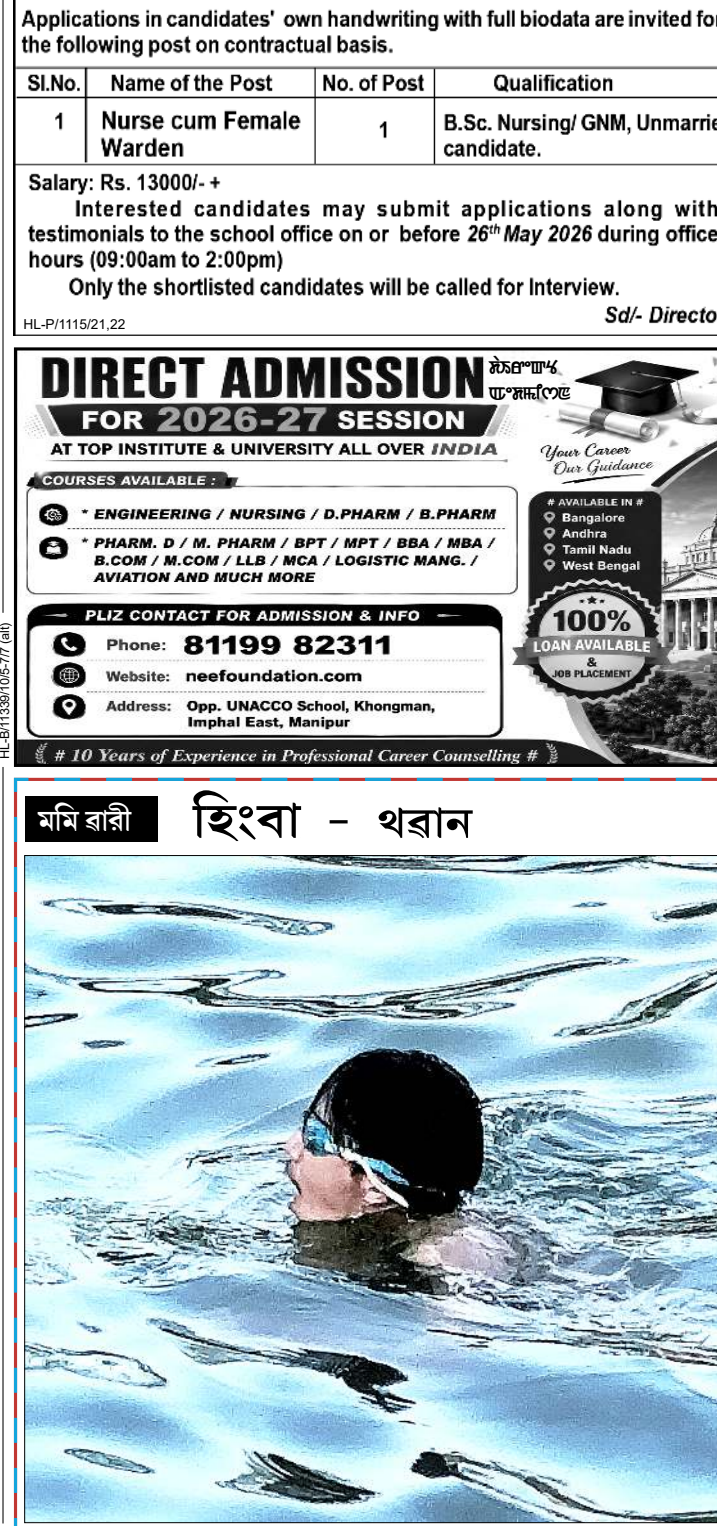 Applications in candidates' own handwriting with full biodata are invited for
the following post on contractual basis.
Sl.No. Name of the Post No. of Post Qualification
1 Nurse cum Female Warden 1 B.Sc. Nursing/ GNM, Unmarrie
candidate.
Salary: Rs. 13000/- +
Interested candidates may submit applications along with
testimonials to the school office on or before 26th May 2026 during office
hours (09:00am to 2:00pm)
Only the shortlisted candidates will be called for Interview.
Sd/- Directo
HL-P/1115/21,22
HL-B/11339/10/5-7/7 (alt)
DIRECT ADMISSION
FOR 2026-27 SESSION
AT TOP INSTITUTE & UNIVERSITY ALL OVER INDIA
Your Career
Our Guidance
COURSES AVAILABLE :
* ENGINEERING / NURSING / D.PHARM / B.PHARM
* PHARM. D / M. PHARM / BPT / MPT / BBA / MBA /
B.COM / M.COM / LLB / MCA / LOGISTIC MANG. /
AVIATION AND MUCH MORE
# AVAILABLE IN #
Bangalore
Andhra
Tamil Nadu
West Bengal
100%
LOAN AVAILABLE
&
JOB PLACEMENT
PLIZ CONTACT FOR ADMISSION & INFO
Phone: 81199 82311
Website: neefoundation.com
Address: Opp. UNACCO School, Khongman,
Imphal East, Manipur
# 10 Years of Experience in Professional Career Counselling #
মমি ৱারী
হিংবা - থৱান